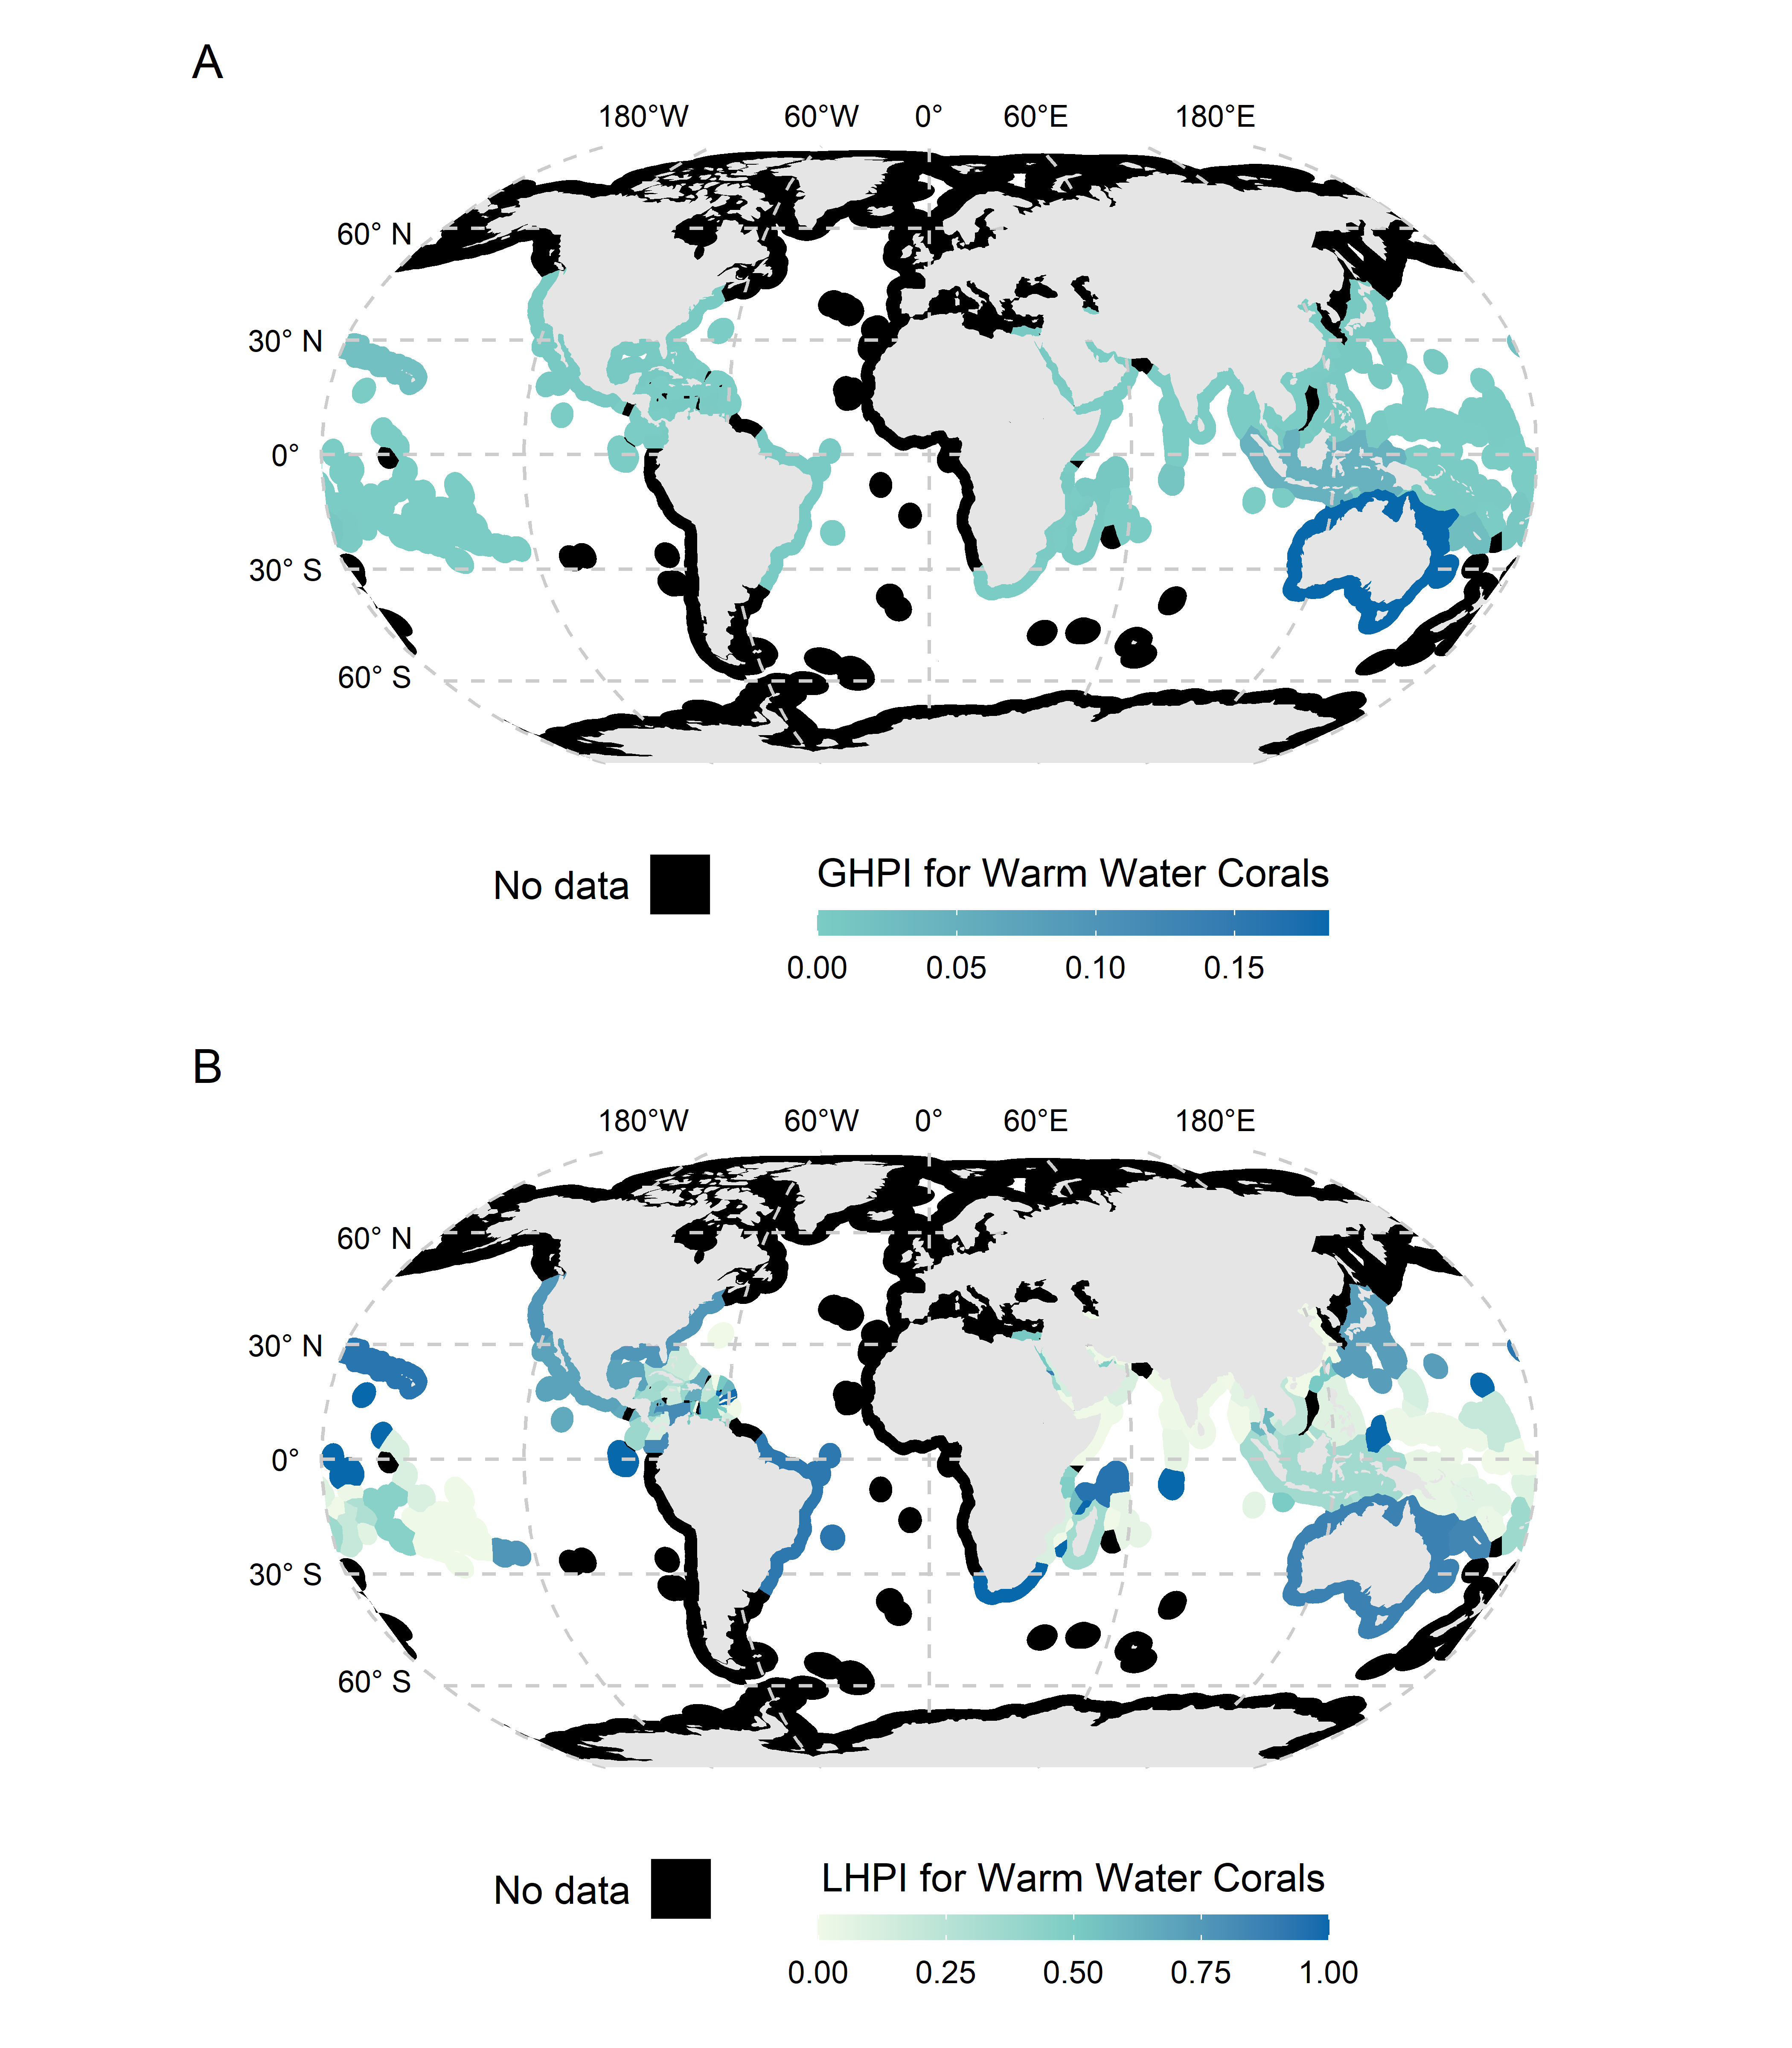 A
180°W 60°W 0° 60°E 180°E
60° N
30° N
0°
30° S
60° S
No data
GHPI for Warm Water Corals
0.00 0.05 0.10 0.15
B
180°W 60°W 0° 60°E 180°E
60° N
30° N
0°
30° S
60° S
No data
LHPI for Warm Water Corals
0.00 0.25 0.50 0.75 1.00